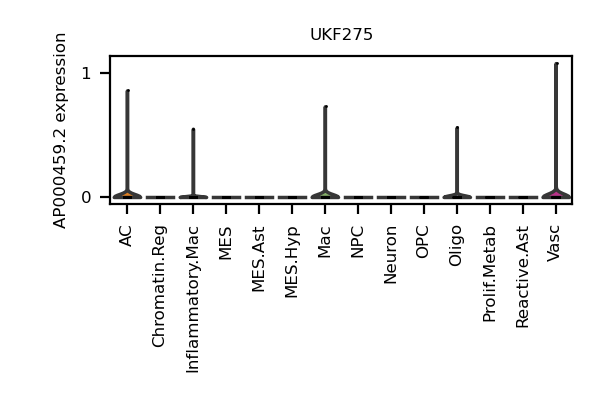 UKF275
AP000459.2 expression
1
0
AC
Chromatin.Reg
Inflammatory.Mac
MES
MES.Ast
MES.Hyp
Mac
NPC
Neuron
OPC
Oligo
Prolif.Metab
Reactive.Ast
Vasc